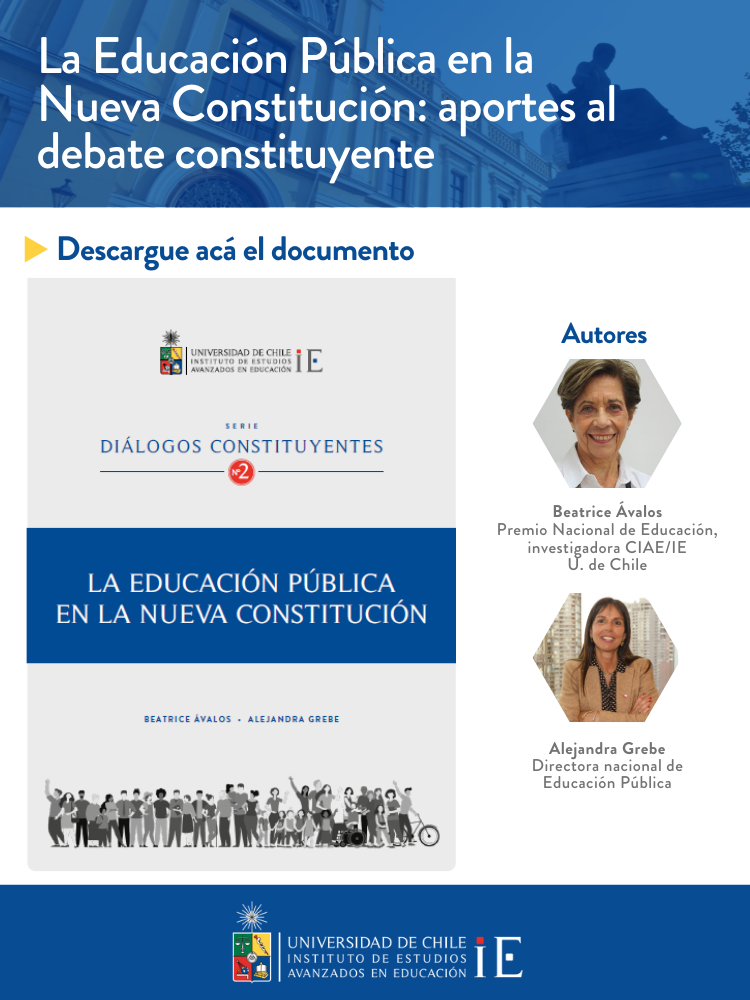 La Educación Pública en la
Nueva Constitución: aportes al
debate constituyente
Descargue acá el documento
UNIVERSIDAD DE CHILE
INSTITUTO DE ESTUDIOS
AVANZADOS EN EDUCACIÓN
iE
SERIE
DIÁLOGOS CONSTITUYENTES
Nº2
LA EDUCACIÓN PÚBLICA
EN LA NUEVA CONSTITUCIÓN
BEATRICE ÁVALOS • ALEJANDRA GREBE
Autores
Beatrice Ávalos
Premio Nacional de Educación,
investigadora CIAE/IE
U. de Chile
Alejandra Grebe
Directora nacional de
Educación Pública
UNIVERSIDAD DE CHILE
INSTITUTO DE ESTUDIOS
AVANZADOS EN EDUCACIÓN
iE